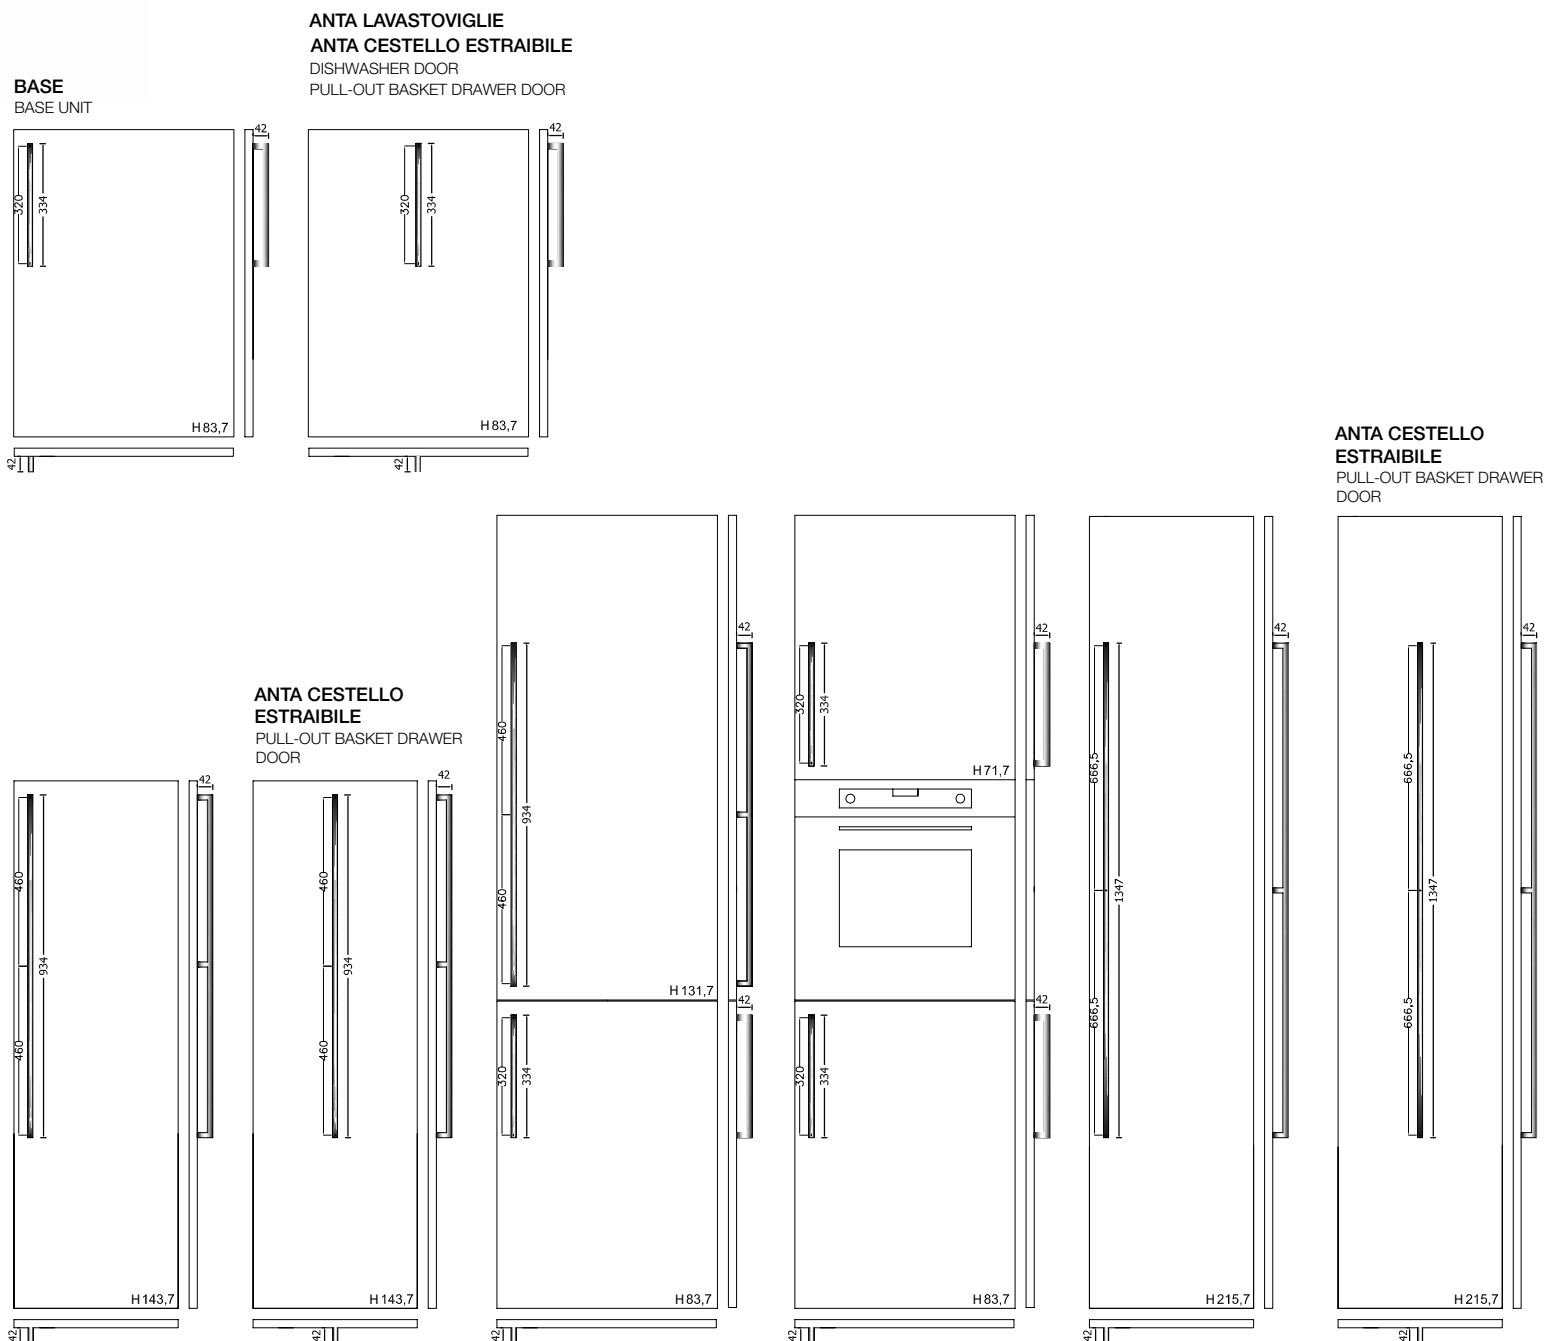 ANTA LAVASTOVIGLIE
ANTA CESTELLO ESTRAIBILE
DISHWASHER DOOR
PULL-OUT BASKET DRAWER DOOR
BASE
BASE UNIT
42
42
320
334
320
334
H 83,7
H 83,7
42
42
ANTA CESTELLO
ESTRAIBILE
PULL-OUT BASKET DRAWER
DOOR
42
42
42
42
460
934
460
H 131,7
320
334
H 71,7
666,5
1347
666,5
666,5
1347
666,5
ANTA CESTELLO
ESTRAIBILE
PULL-OUT BASKET DRAWER
DOOR
42
42
460
934
460
460
934
460
42
42
320
334
320
334
H 143,7
H 143,7
H 83,7
H 83,7
H 215,7
H 215,7
42
42
42
42
42
42